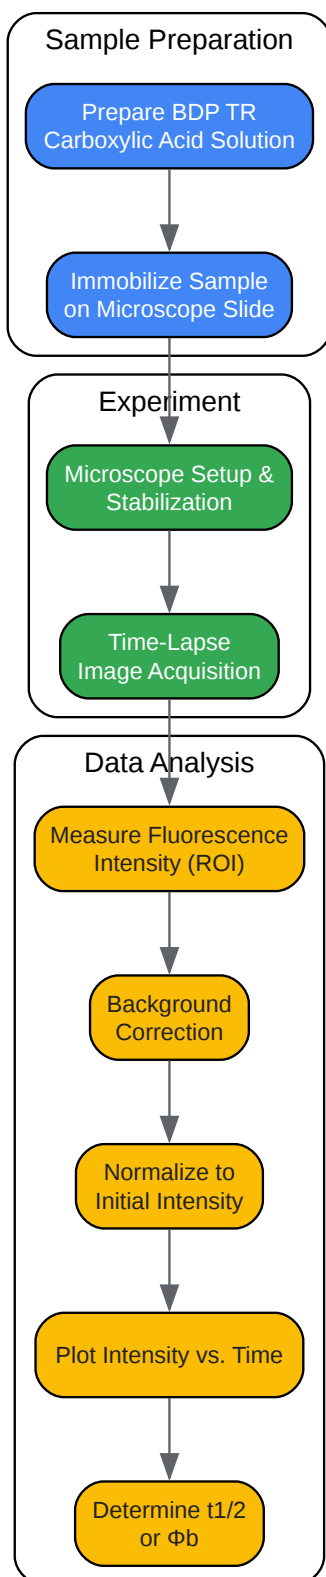 Sample Preparation
Prepare BDP TR
Carboxylic Acid Solution
Immobilize Sample
on Microscope Slide
Experiment
Microscope Setup &
Stabilization
Time-Lapse
Image Acquisition
Data Analysis
Measure Fluorescence
Intensity (ROI)
Background
Correction
Normalize to
Initial Intensity
Plot Intensity vs. Time
Determine t1/2
or Φb